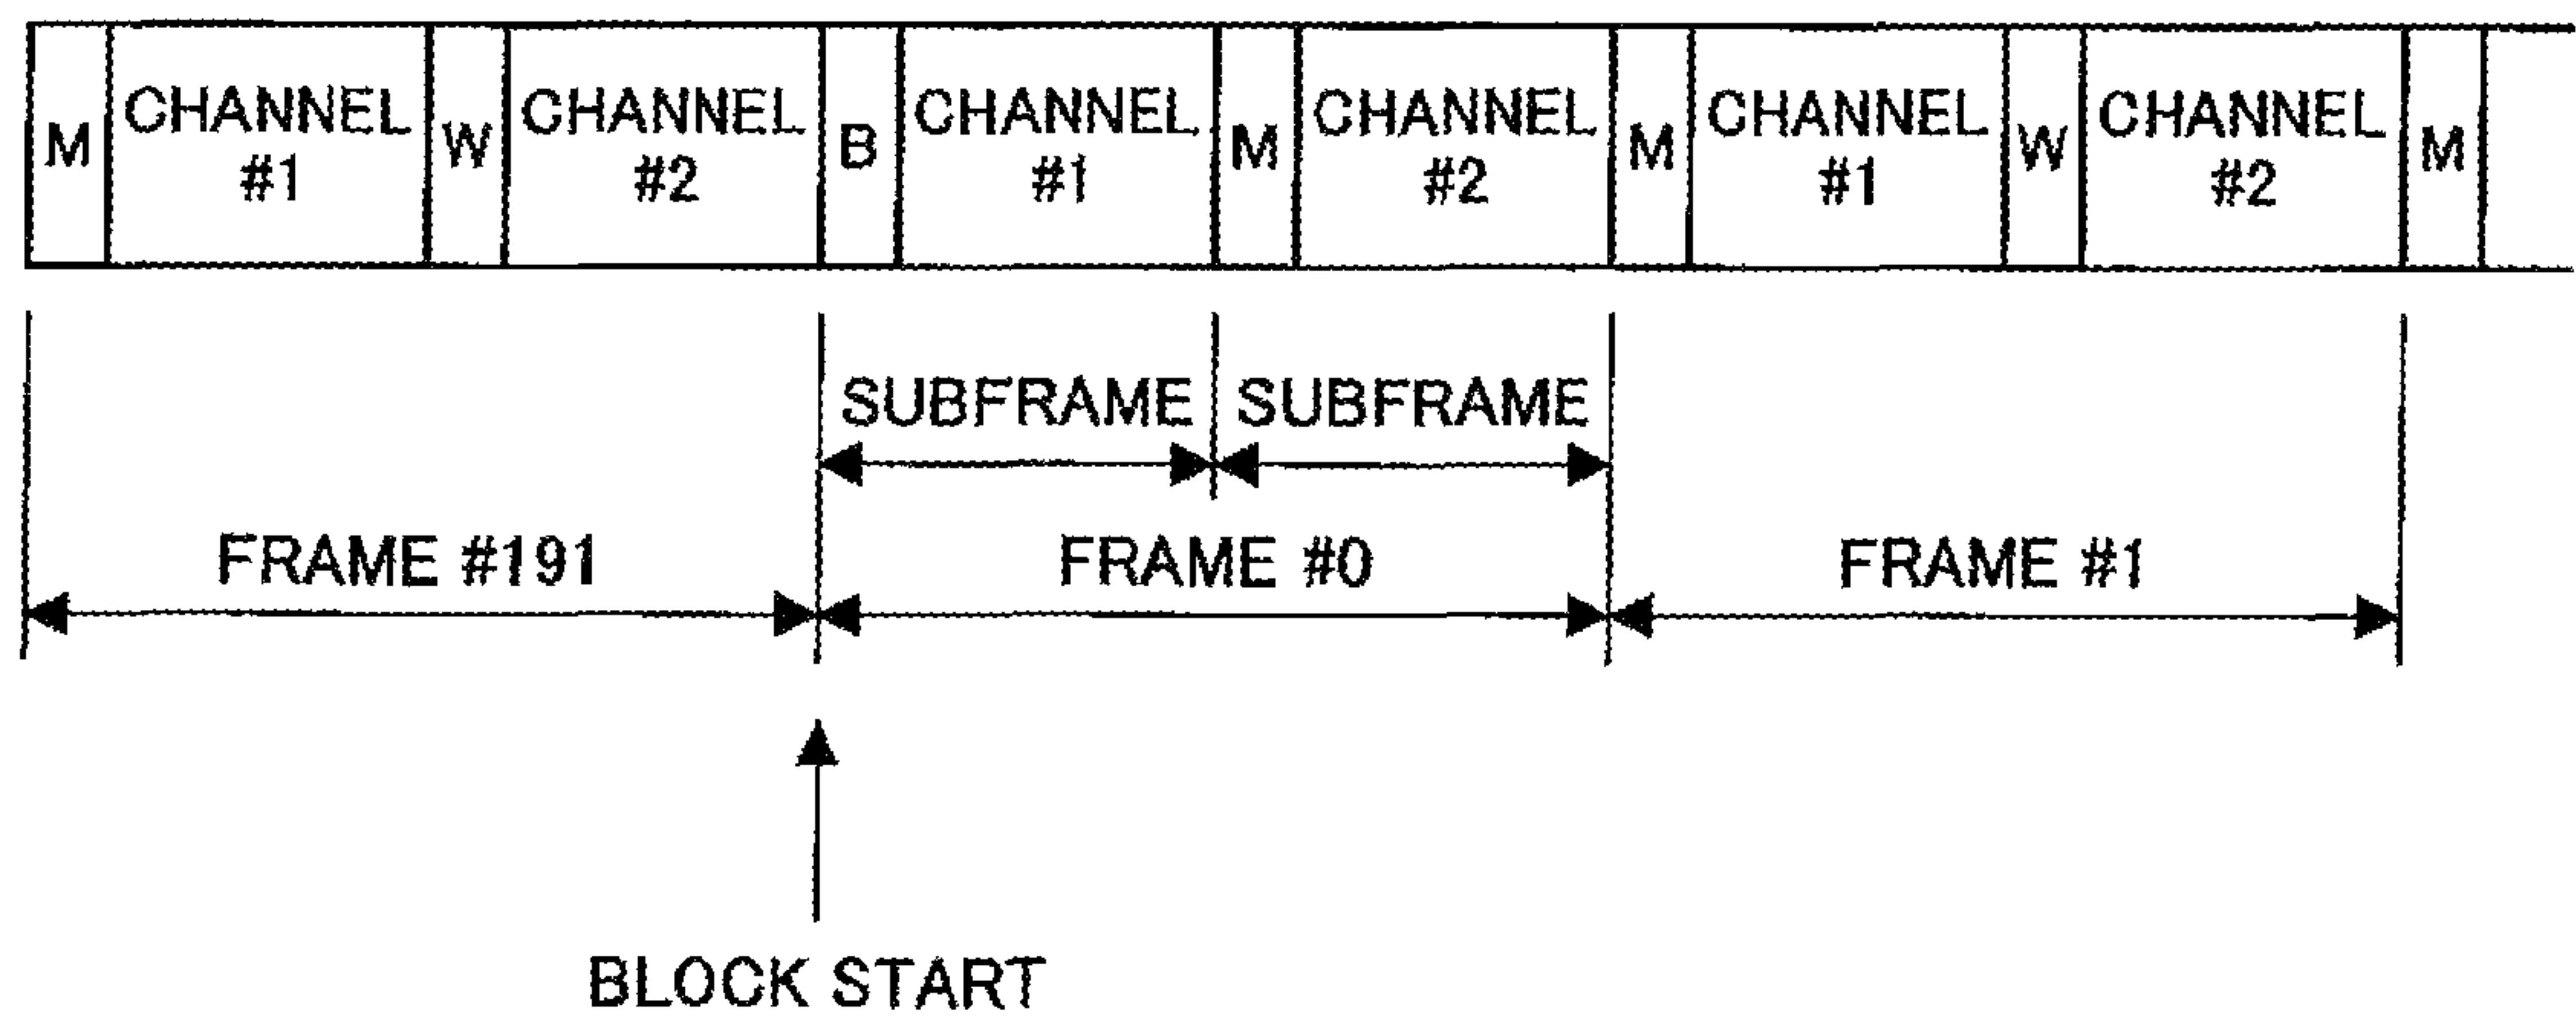 M CHANNEL #1 W CHANNEL #2 B CHANNEL #1 M CHANNEL #2 M CHANNEL #1 W CHANNEL #2 M
SUBFRAME SUBFRAME
FRAME #191 FRAME #0 FRAME #1
BLOCK START